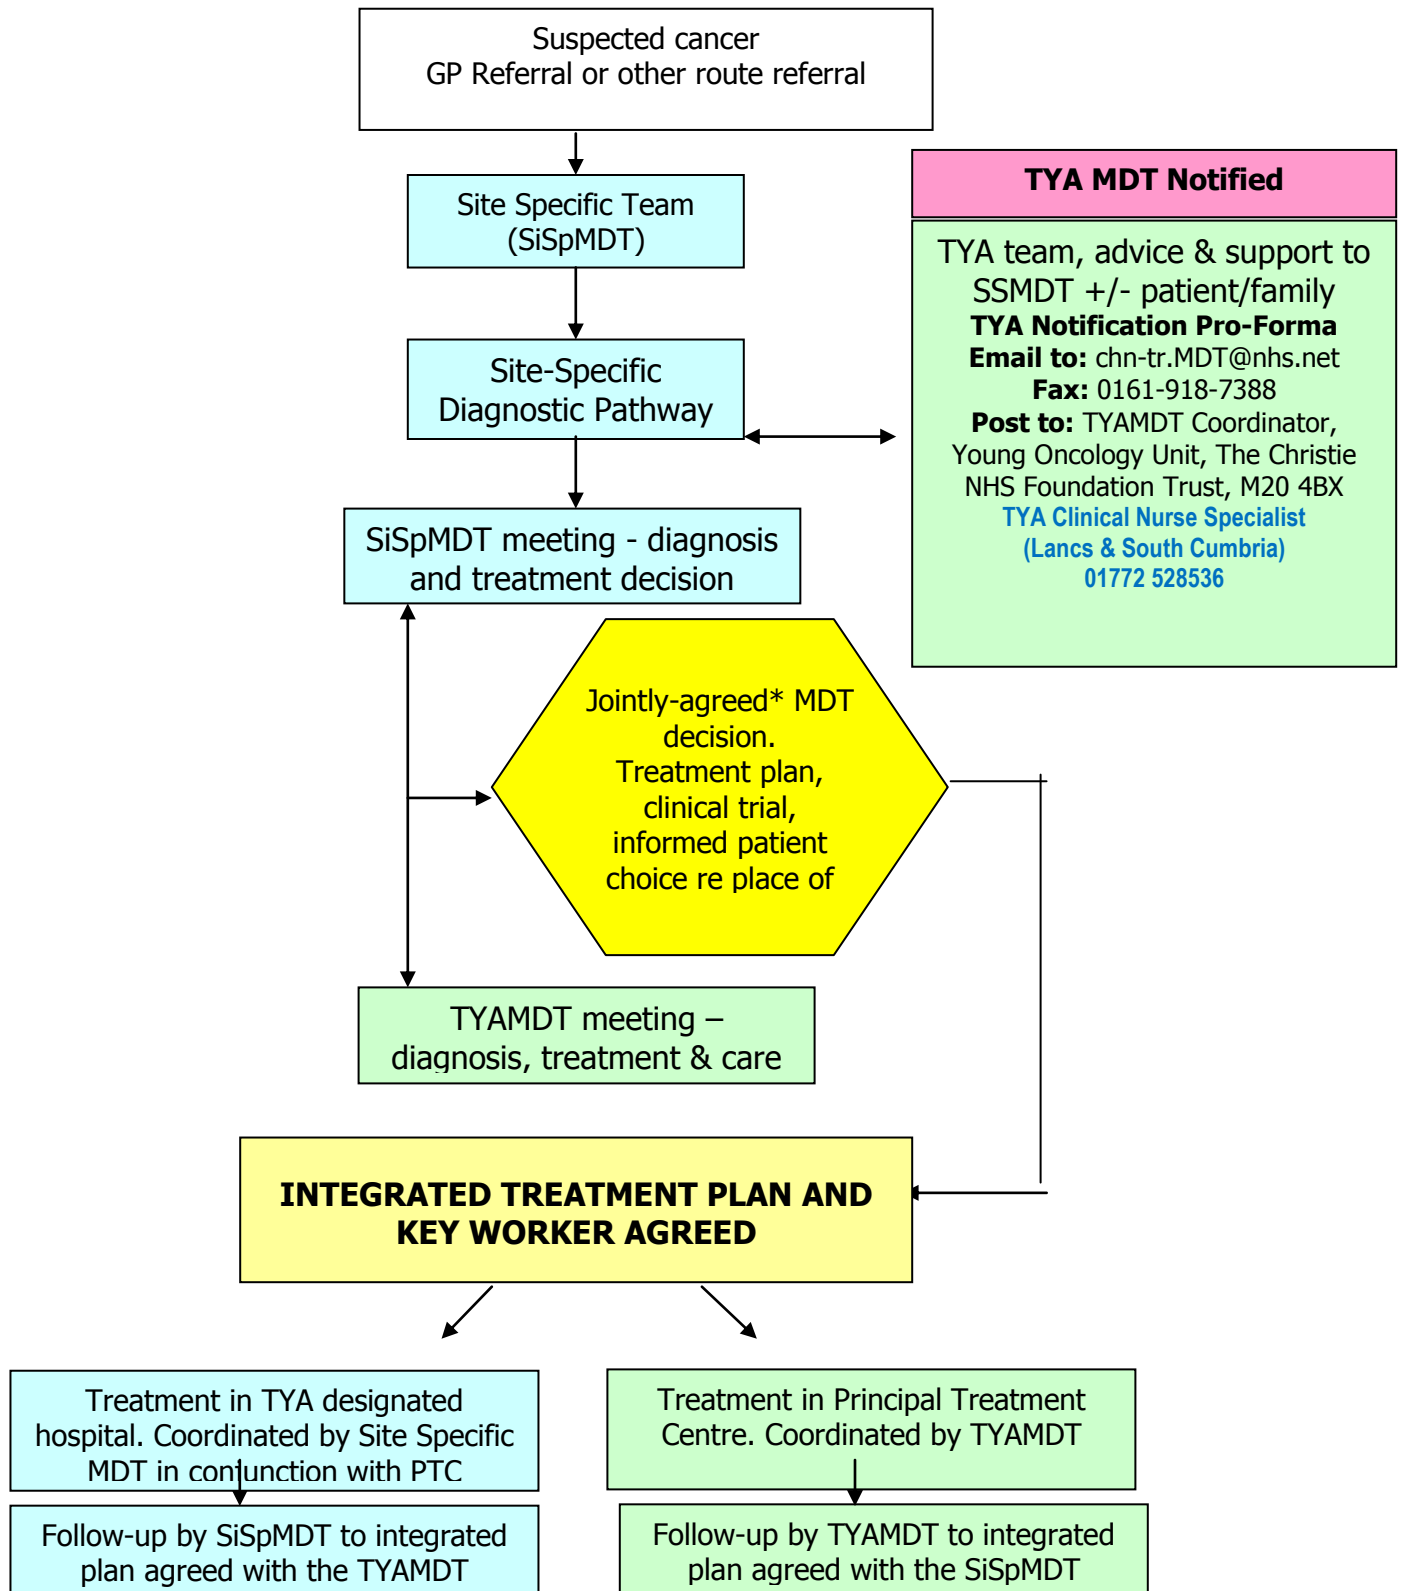 Suspected cancer
GP Referral or other route referral
Site Specific Team
(SiSpMDT)
TYA MDT Notified
TYA team, advice & support to
SSMDT +/- patient/family
TYA Notification Pro-Forma
Email to: chn-tr.MDT@nhs.net
Fax: 0161-918-7388
Post to: TYAMDT Coordinator,
Young Oncology Unit, The Christie
NHS Foundation Trust, M20 4BX
TYA Clinical Nurse Specialist
(Lancs & South Cumbria)
01772 528536
Site-Specific
Diagnostic Pathway
SiSpMDT meeting - diagnosis
and treatment decision
Jointly-agreed* MDT
decision.
Treatment plan,
clinical trial,
informed patient
choice re place of
TYAMDT meeting –
diagnosis, treatment & care
INTEGRATED TREATMENT PLAN AND
KEY WORKER AGREED
Treatment in TYA designated
hospital. Coordinated by Site Specific
MDT in conjunction with PTC
Treatment in Principal Treatment
Centre. Coordinated by TYAMDT
Follow-up by SiSpMDT to integrated
plan agreed with the TYAMDT
Follow-up by TYAMDT to integrated
plan agreed with the SiSpMDT